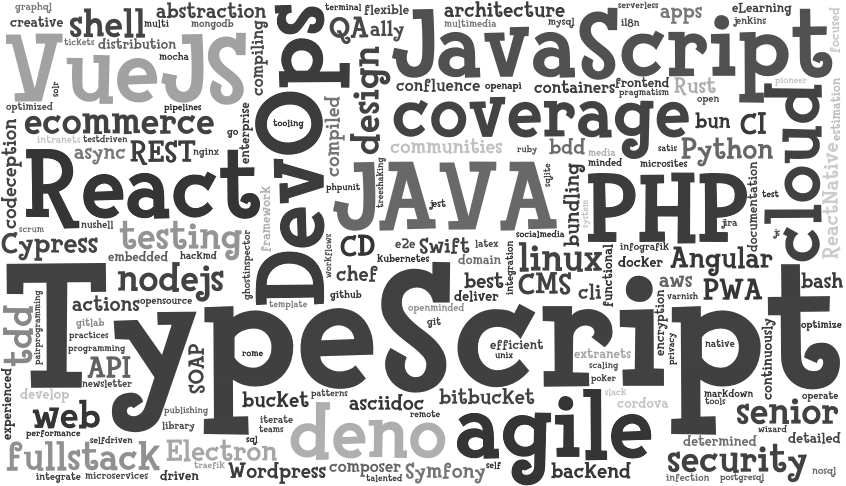 graphql
creative
shell
multi
abstraction
mongodb
terminal
flexible
QA
ally
architecture
mysql
serverless
i18n
apps
eLearning
jenkins
focused
tickets
distribution
VueJS
solr
mocha
compiling
DevOps
design
JavaScript
multimedia
confluence
openapi
containers
frontend
pragmatism
Rust
open
pioneer
cloud
estimation
optimized
pipelines
ecommerce
intranets
testdriven
go
enterprise
tooling
compiled
coverage
communities
ruby
bdd
media
satis
bun
CI
Python
codeception
async
REST
nginx
React
nushell
framework
phpunit
treeshaking
JAVA
jest
sqlite
bundling
minded
microsites
PHP
system
jira
documentation
test
ReactNative
scrum
Cypress
testing
embedded
hackmd
ghostinspector
workflows
CD
e2e
Swift
latex
socialmedia
kubernetes
domain
integration
linux
functional
infografik
docker
Angular
nodejs
chef
github
template
best
deliver
CMS
cli
aws
varnish
PWA
bash
TypeScript
actions
opensource
openminded
git
encryption
tdd
pairprogramming
gitlab
practices
programming
API
newsletter
SOAP
rome
efficient
unix
extranets
scaling
poker
privacy
native
continuously
optimize
experienced
develop
publishing
library
bucket
patterns
asciidoc
remote
bitbucket
slack
cordova
markdown
tools
operate
web
performance
selfdriven
iterate
teams
sql
deno
agile
senior
wizard
determined
detailed
fullstack
Electron
traefik
integrate
microservices
driven
Wordpress
composer
talented
Symfony
self
backend
security
infection
postgresql
nosql